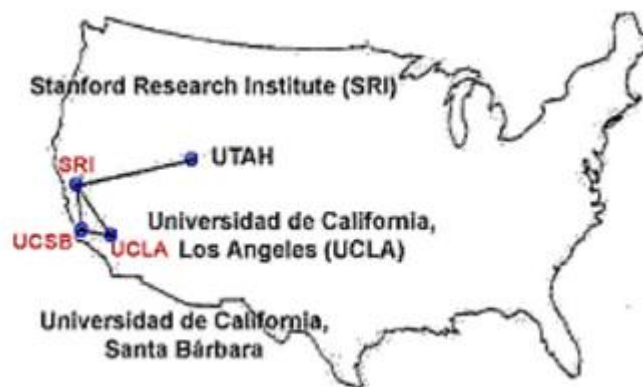 Stanford Research Institute (SRI)
SRI
UTAH
Universidad de California,
Los Angeles (UCLA)
UCSB
UCLA
Universidad de California,
Santa Bárbara